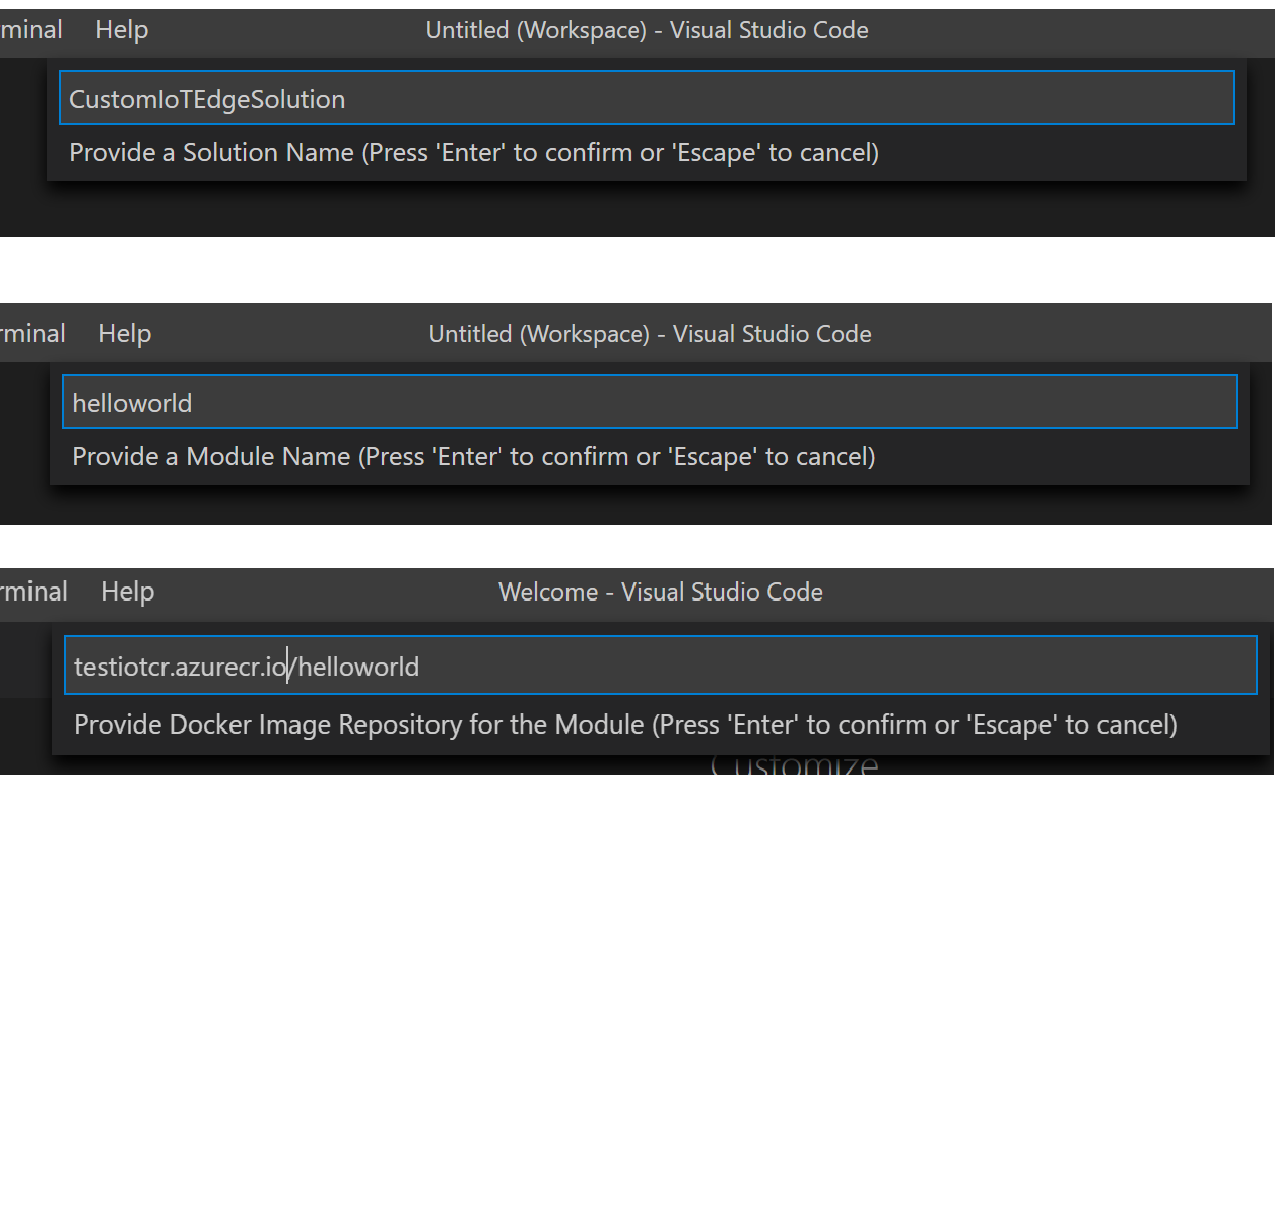 minal Help Untitled (Workspace) - Visual Studio Code
CustomIoTEdgeSolution
Provide a Solution Name (Press 'Enter' to confirm or 'Escape' to cancel)
rminal Help Untitled (Workspace) - Visual Studio Code
helloworld
Provide a Module Name (Press 'Enter' to confirm or 'Escape' to cancel)
rminal Help Welcome - Visual Studio Code
testiotcr.azurecr.io/helloworld
Provide Docker Image Repository for the Module (Press 'Enter' to confirm or 'Escape' to cancel)
Customize